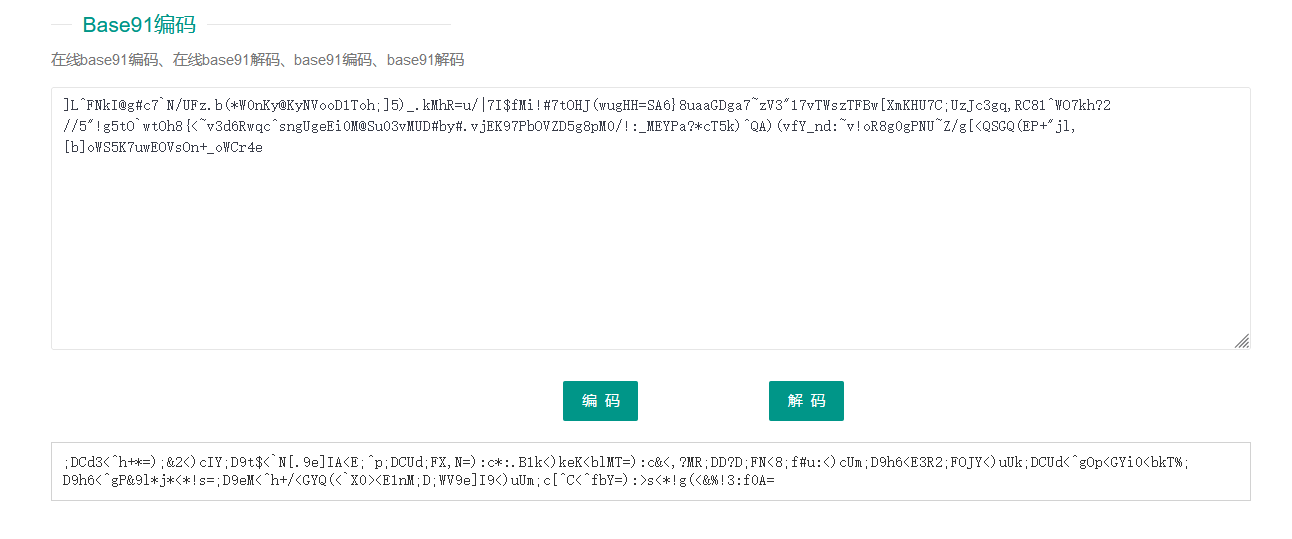 Base91编码
在线base91编码、在线base91解码、base91编码、base91解码
]L^FNkI@g#c7`N/UFz.b(*W0nKy@KyNVooD1Toh;]5)_.kMhR=u/|7I$fMi!#7tOHJ(wugHH=SA6}8uaaGDga7~zV3"17vTWszTFBw[XmKHU7C;UzJc3gq,RC81^WO7kh?2
//5"!g5tO`wtOh8{<~v3d6Rwqc^sngUgeEi0M@Su03vMUD#by#.vjEK97PbOVZD5g8pM0/!:_MEYPa?*cT5k)^QA)(vfY_nd:~v!oR8g0gPNU~Z/g[<QSGQ(EP+"jl,
[b]oWS5K7uwEOVsOn+_oWCr4e
编 码 解 码
;DCd3<^h+*=);&2<)cIY;D9t$<`N[.9e]IA<E;^p;DCUd;FX,N=):c*:.B1k<)keK<blMT=):c&<,?MR;DD?D;FN<8;f#u:<)cUm;D9h6<E3R2;FOJY<)uUk;DCUd<^gOp<GYi0<bkT%;
D9h6<^gP&9l*j*<*!s=;D9eM<^h+/<GYQ(<`X0><E1nM;D;WV9e]I9<)uUm;c[^C<^fbY=):>s<*!g(<&%!3:f0A=